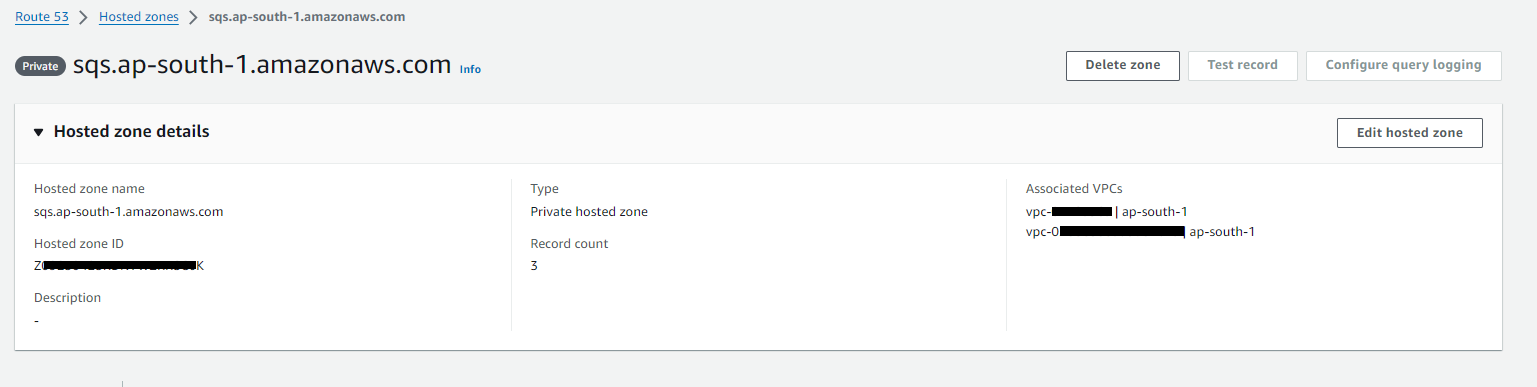 Route 53 > Hosted zones > sqs.ap-south-1.amazonaws.com
Private sqs.ap-south-1.amazonaws.com Info
Delete zone
Test record
Configure query logging
Hosted zone details
Edit hosted zone
Hosted zone name
sqs.ap-south-1.amazonaws.com
Hosted zone ID
Z K
Description
-
Type
Private hosted zone
Record count
3
Associated VPCs
vpc- | ap-south-1
vpc-0 | ap-south-1